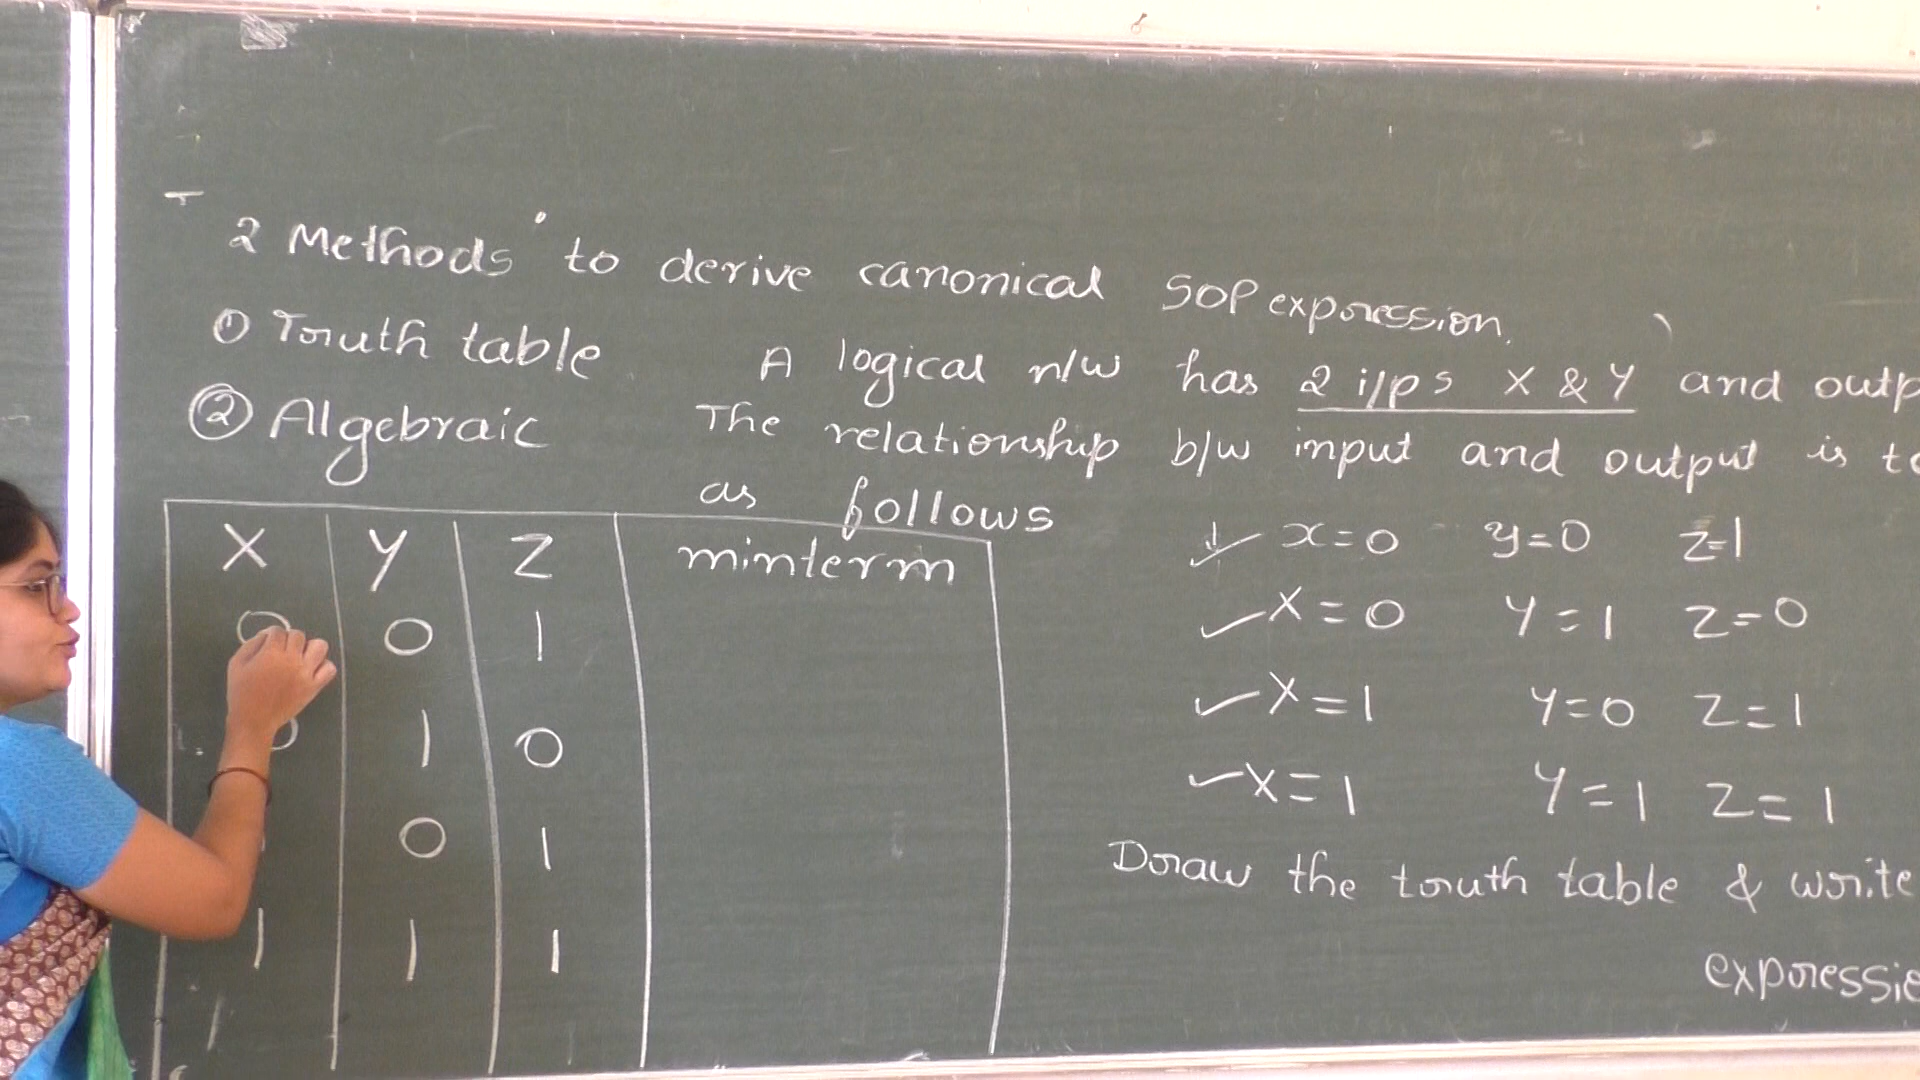 2 Methods to derive canonical SOP expression.
① Truth table
② Algebraic
A logical n/w has 2 i/ps X & Y and outp
The relationship b/w input and output is to
as follows
x=0 y=0 z=1
X=0 Y=1 Z=0
X=1 Y=0 Z=1
X=1 Y=1 Z=1
Draw the truth table & write
expressio
X Y Z minterm
0 0 1
0 1 0
1 0 1
1 1 1